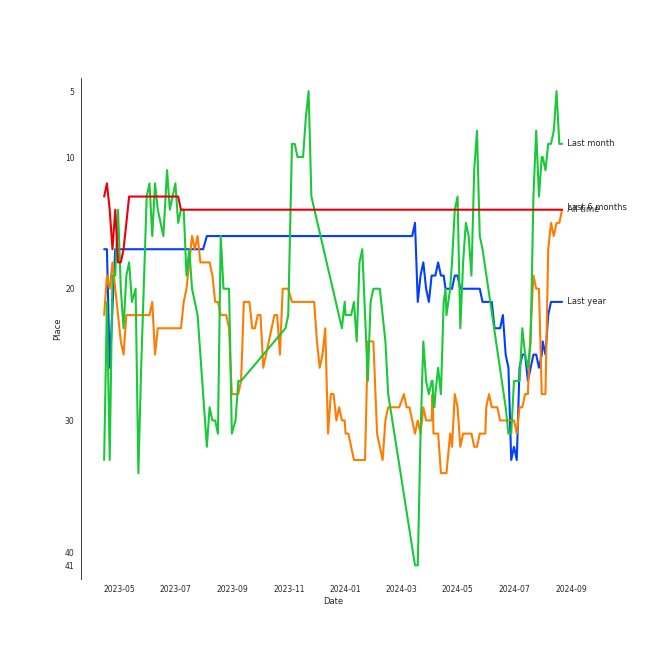 5
10
20
30
40
41
Place
2023-05
2023-07
2023-09
2023-11
2024-01
2024-03
2024-05
2024-07
2024-09
Date
Last month
Last 6 months
All time
Last year